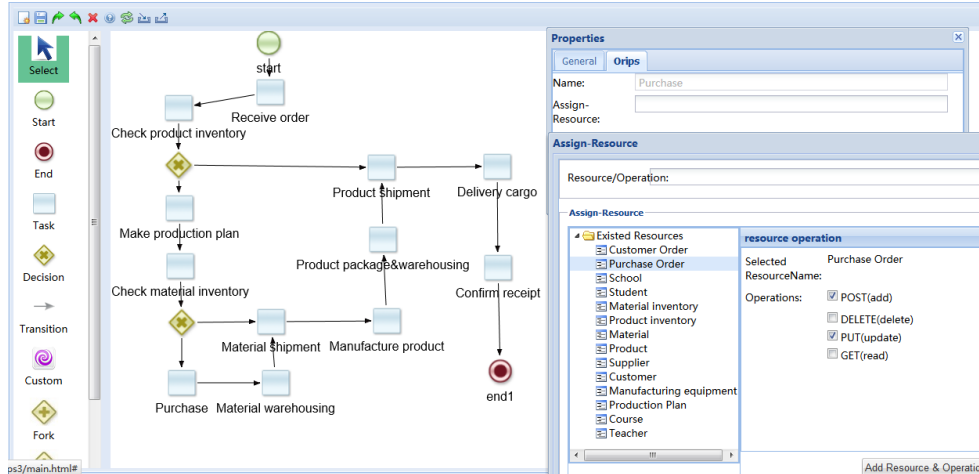 Select
Start
End
Task
Decision
Transition
Custom
Fork
ps3/main.html#
start
Receive order
Check product inventory
Product shipment
Delivery cargo
Make production plan
Product package&warehousing
Check material inventory
Confirm receipt
Material shipment
Manufacture product
Purchase
Material warehousing
end1
Properties
General
Orips
Name:
Purchase
Assign-
Resource:
Assign-Resource
Resource/Operation:
Assign-Resource
Existed Resources
Customer Order
Purchase Order
School
Student
Material inventory
Product inventory
Material
Product
Supplier
Customer
Manufacturing equipment
Production Plan
Course
Teacher
resource operation
Selected
ResourceName:
Purchase Order
Operations:
POST(add)
DELETE(delete)
PUT(update)
GET(read)
Add Resource & Operatio